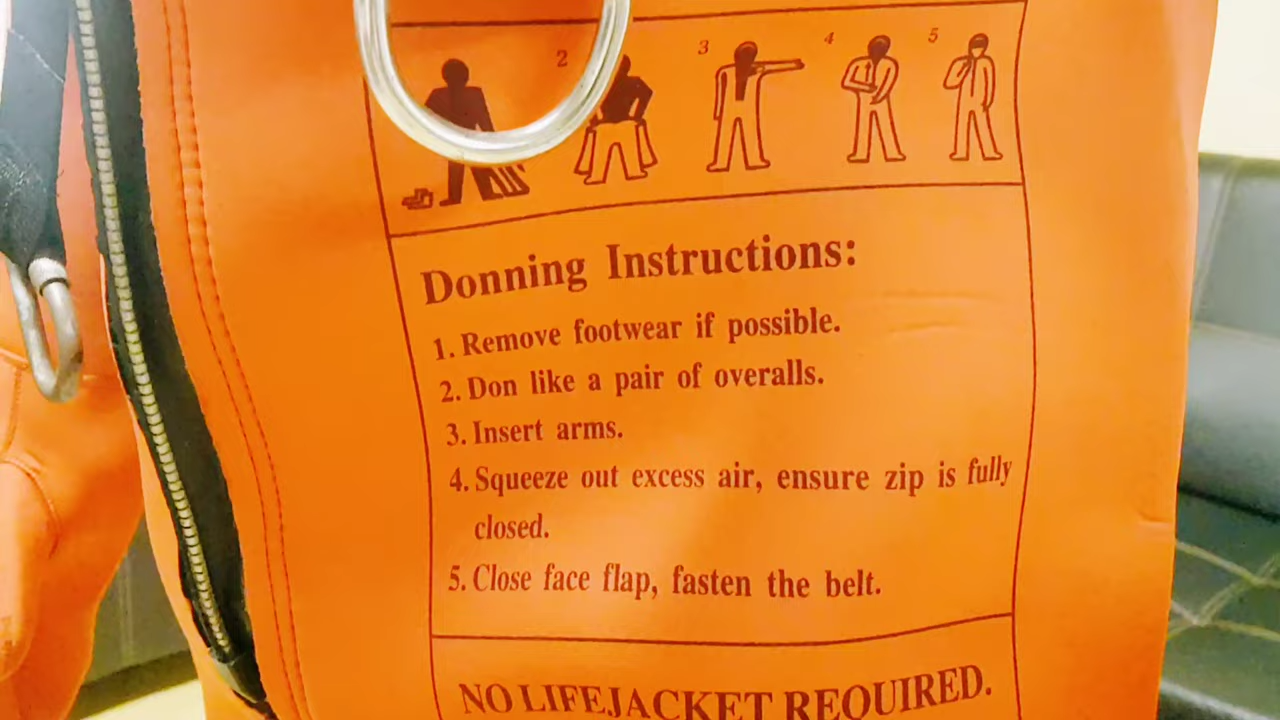 2 3 4 5
Donning Instructions:
1. Remove footwear if possible.
2. Don like a pair of overalls.
3. Insert arms.
4. Squeeze out excess air, ensure zip is fully
closed.
5. Close face flap, fasten the belt.
NO LIFEJACKET REQUIRED.